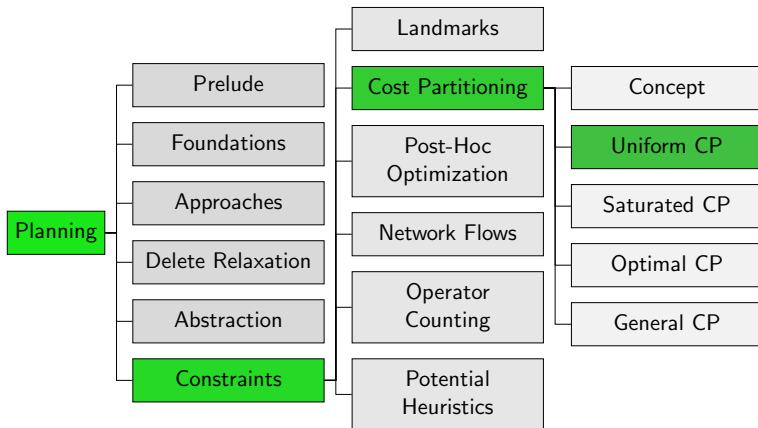 Planning
Prelude
Foundations
Approaches
Delete Relaxation
Abstraction
Constraints
Landmarks
Cost Partitioning
Post-Hoc
Optimization
Network Flows
Operator
Counting
Potential
Heuristics
Concept
Uniform CP
Saturated CP
Optimal CP
General CP